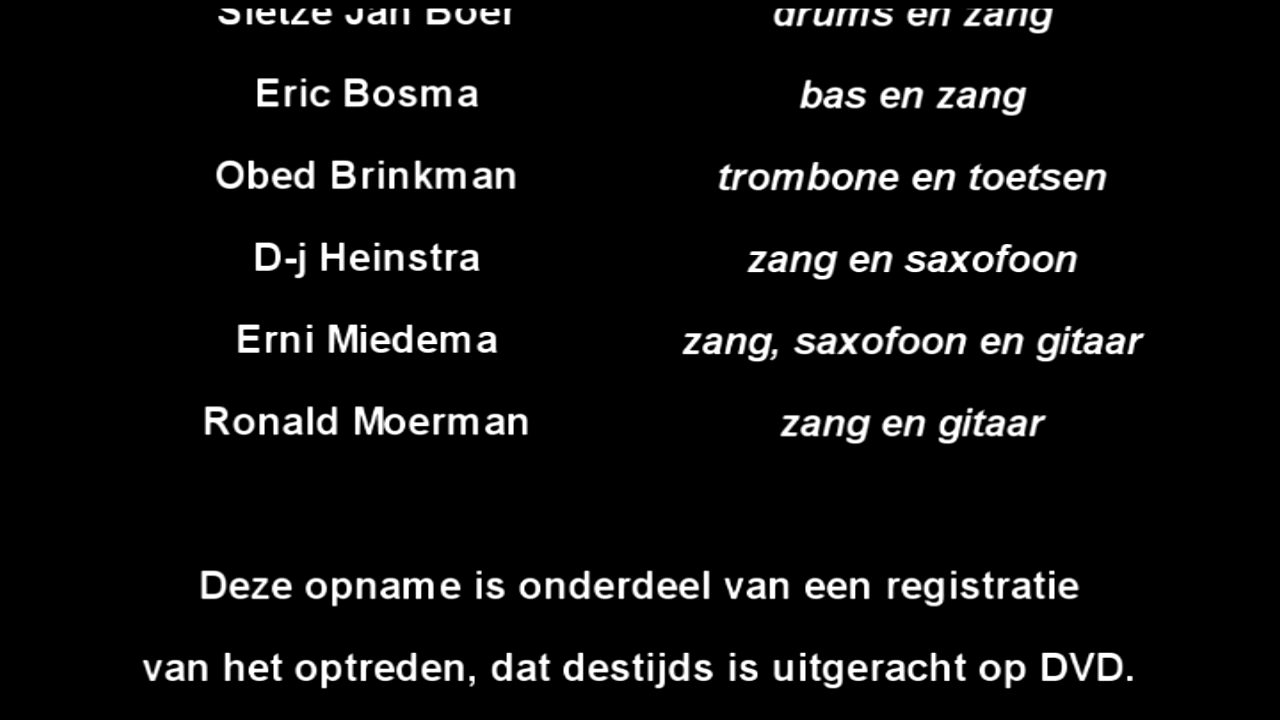 Sietze Jan Boer drums en zang
Eric Bosma bas en zang
Obed Brinkman trombone en toetsen
D-j Heinstra zang en saxofoon
Erni Miedema zang, saxofoon en gitaar
Ronald Moerman zang en gitaar
Deze opname is onderdeel van een registratie
van het optreden, dat destijds is uitgeracht op DVD.